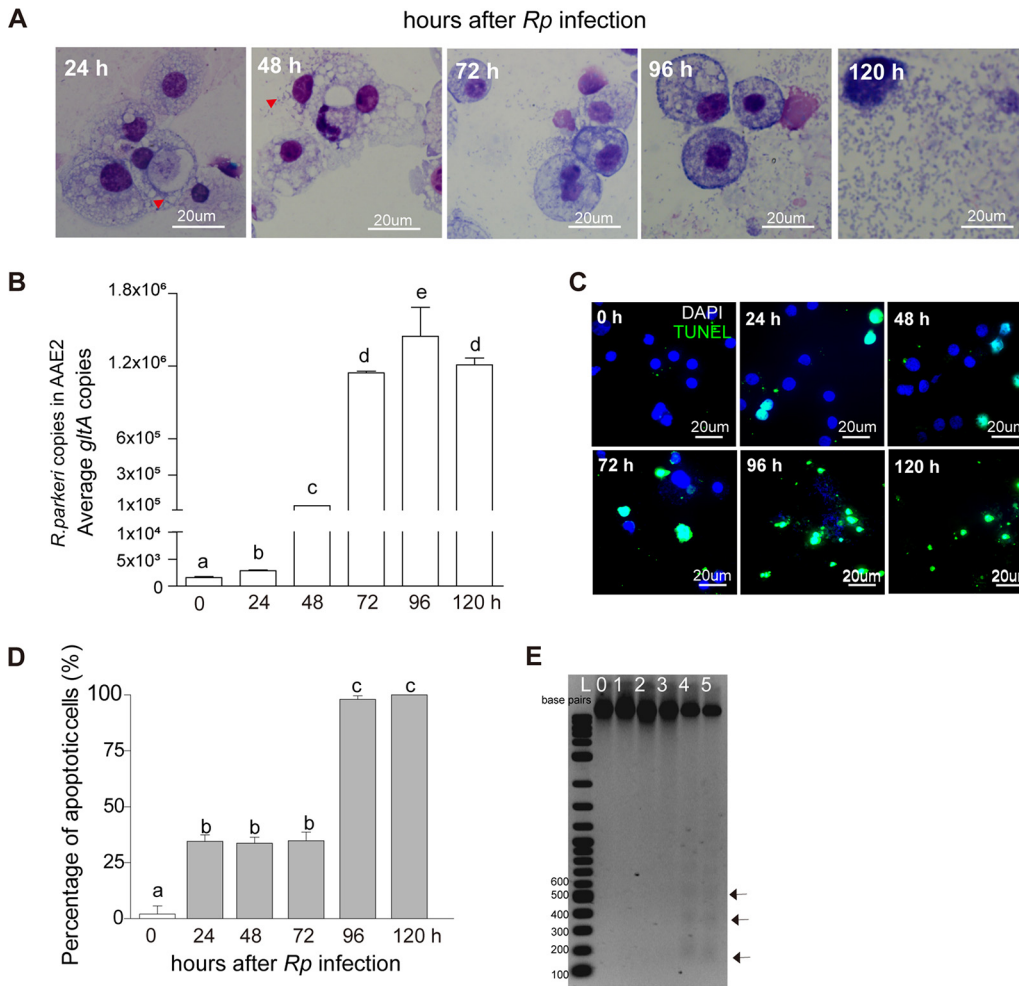 A
hours after Rp infection
24 h
48 h
72 h
96 h
120 h
20um
20um
20um
20um
20um
B
R.parkeri copies in AAE2
Average gltA copies
1.8x10⁶
1.2x10⁶
6x10⁵
3x10⁵
1x10⁵
1x10⁴
5x10³
0
a
b
c
d
e
d
0 24 48 72 96 120 h
C
DAPI
TUNEL
0 h
24 h
48 h
20um
20um
20um
72 h
96 h
120 h
20um
20um
20um
D
Percentage of apoptotic cells (%)
100
75
50
25
0
a
b
b
b
c
c
0 24 48 72 96 120 h
hours after Rp infection
E
L 0 1 2 3 4 5
base pairs
600
500
400
300
200
100